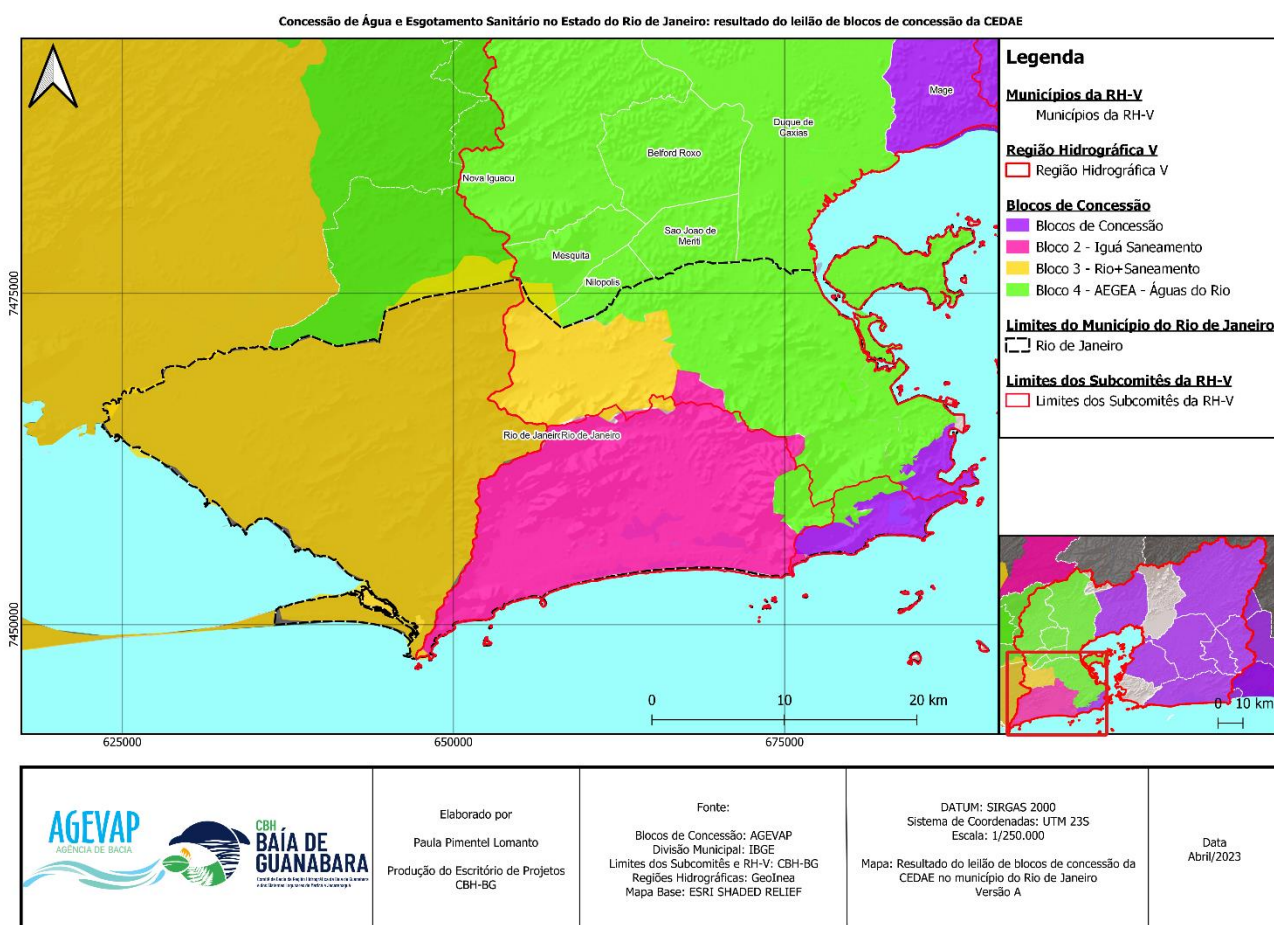 Concessão de Água e Esgotamento Sanitário no Estado do Rio de Janeiro: resultado do leilão de blocos de concessão da CEDAE
Mage
Duque de
Caxias
Belford Roxo
Nova Iguacu
Sao Joao de
Meriti
Mesquita
Nilopolis
Rio de Janeiro
Rio de Janeiro
7475000
7450000
625000
650000
675000
0 10 20 km
Legenda
Municípios da RH-V
Municípios da RH-V
Região Hidrográfica V
Região Hidrográfica V
Blocos de Concessão
Blocos de Concessão
Bloco 2 - Iguá Saneamento
Bloco 3 - Rio+Saneamento
Bloco 4 - AEGEA - Águas do Rio
Limites do Município do Rio de Janeiro
Rio de Janeiro
Limites dos Subcomitês da RH-V
Limites dos Subcomitês da RH-V
0 10 km
AGEVAP
AGÊNCIA DE BACIA
CBH
BAÍA DE
GUANABARA
Elaborado por
Paula Pimentel Lomanto
Produção do Escritório de Projetos
CBH-BG
Fonte:
Blocos de Concessão: AGEVAP
Divisão Municipal: IBGE
Limites dos Subcomitês e RH-V: CBH-BG
Regiões Hidrográficas: GeoInea
Mapa Base: ESRI SHADED RELIEF
DATUM: SIRGAS 2000
Sistema de Coordenadas: UTM 23S
Escala: 1/250.000
Mapa: Resultado do leilão de blocos de concessão da
CEDAE no município do Rio de Janeiro
Versão A
Data
Abril/2023